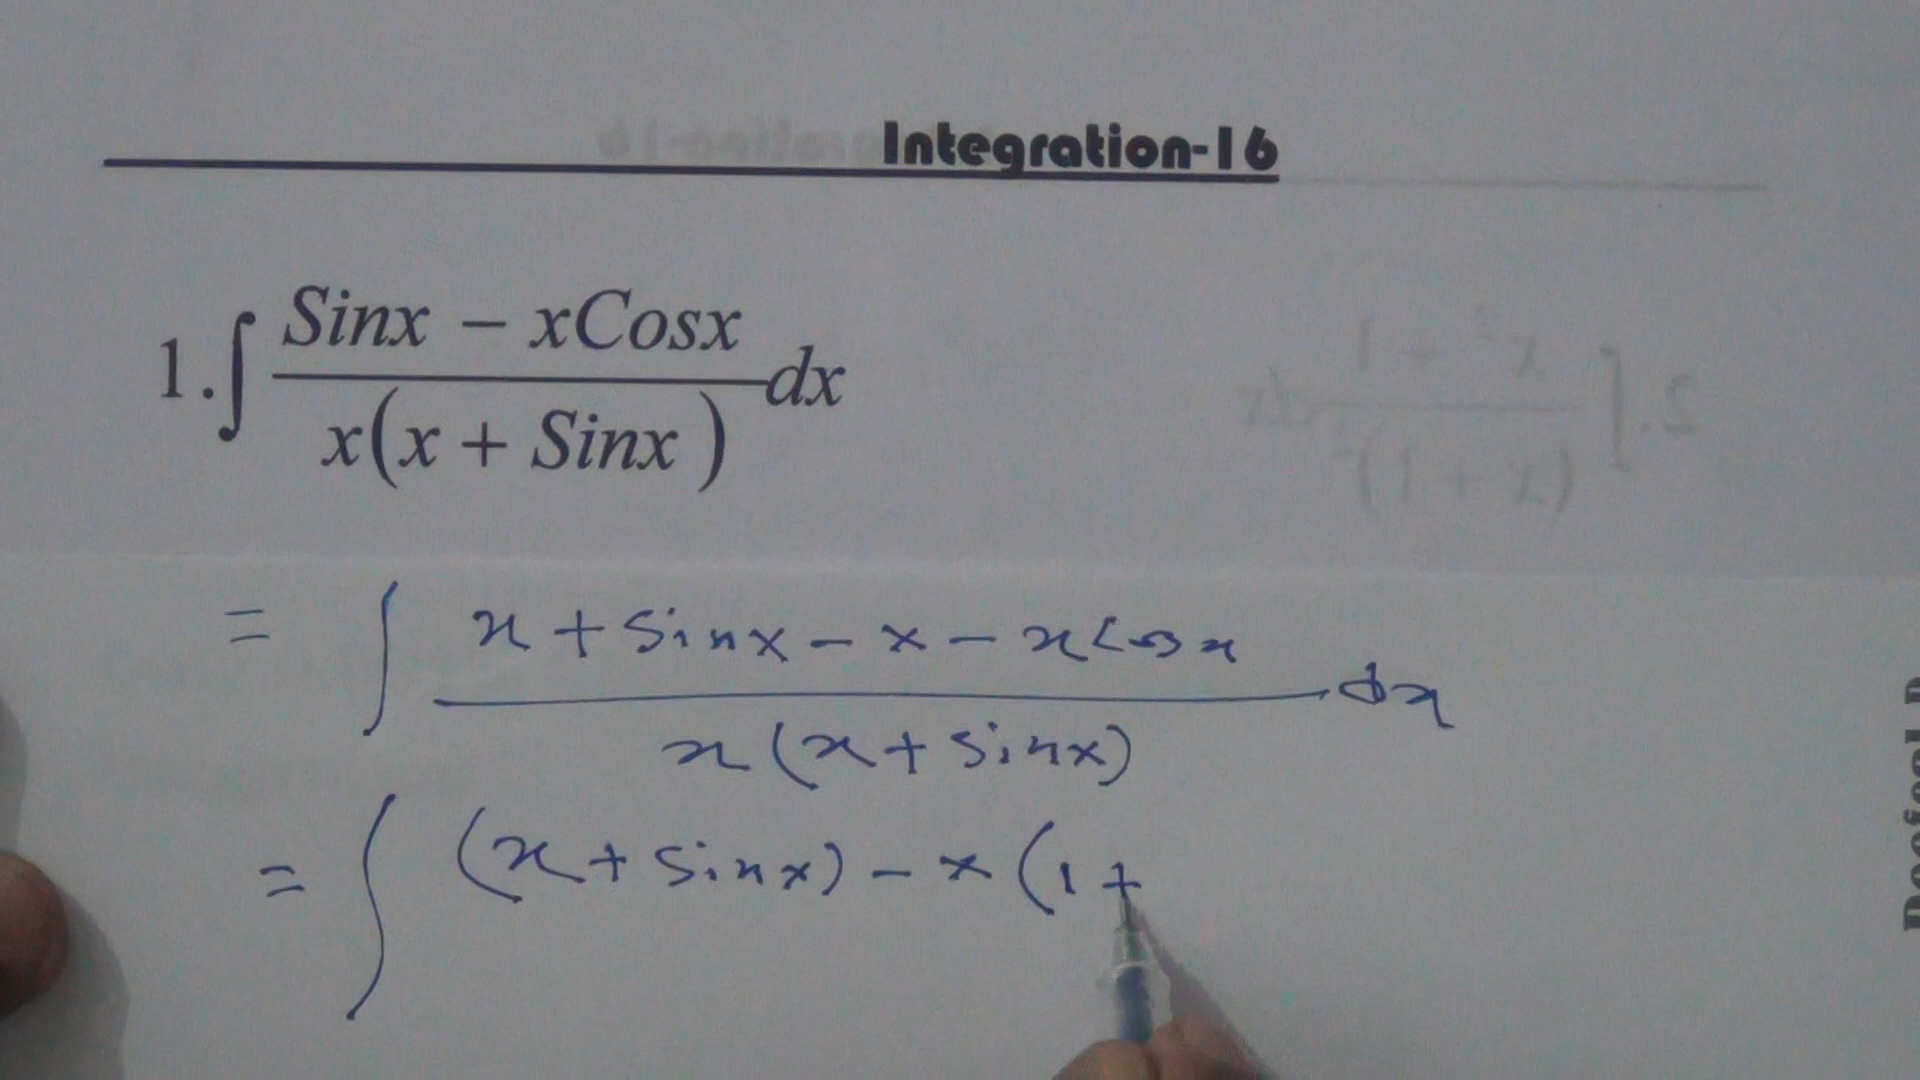 Integration-16
1. ∫ (Sinx − xCosx) / (x(x + Sinx)) dx
= ∫ (x + Sinx − x − xCosx) / (x(x + Sinx)) dx
= ∫ (x + Sinx) − x(1 +